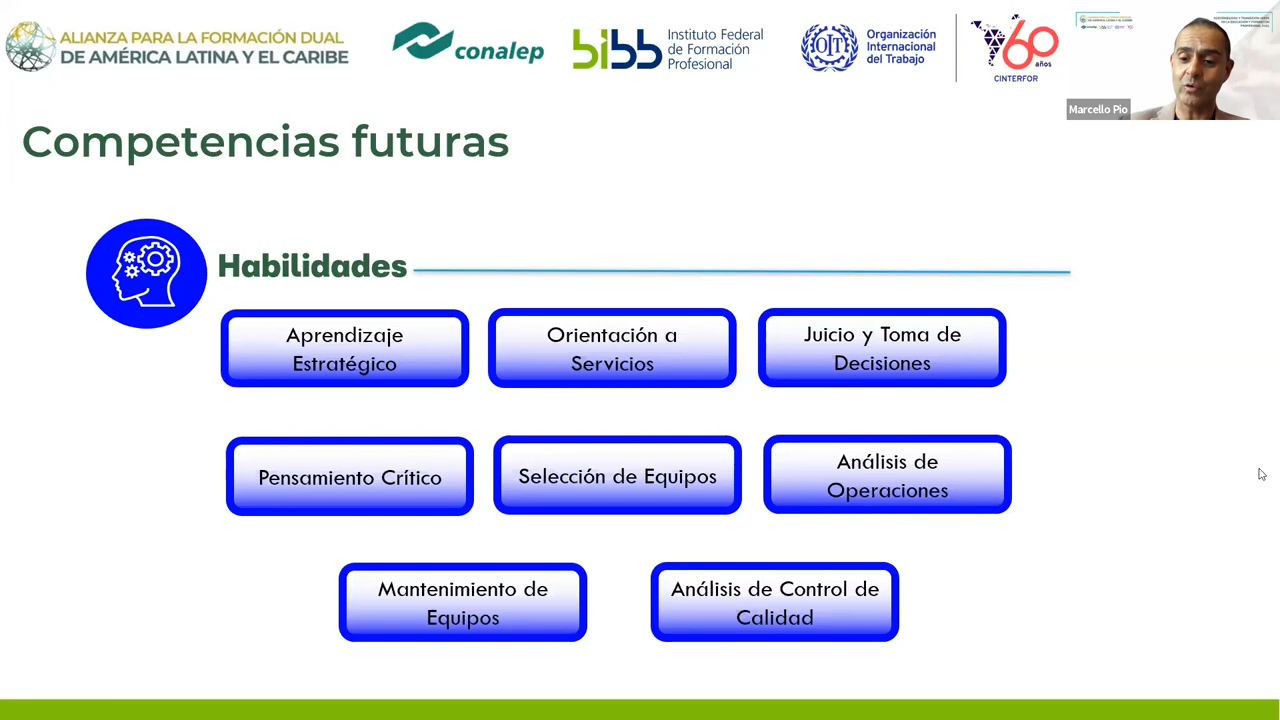 ALIANZA PARA LA FORMACIÓN DUAL
DE AMÉRICA LATINA Y EL CARIBE
conalep
bibb
Instituto Federal
de Formación
Profesional
OIT
Organización
Internacional
del Trabajo
60
años
CINTERFOR
Marcello Pio
Competencias futuras
Habilidades
Aprendizaje
Estratégico
Orientación a
Servicios
Juicio y Toma de
Decisiones
Pensamiento Crítico
Selección de Equipos
Análisis de
Operaciones
Mantenimiento de
Equipos
Análisis de Control de
Calidad